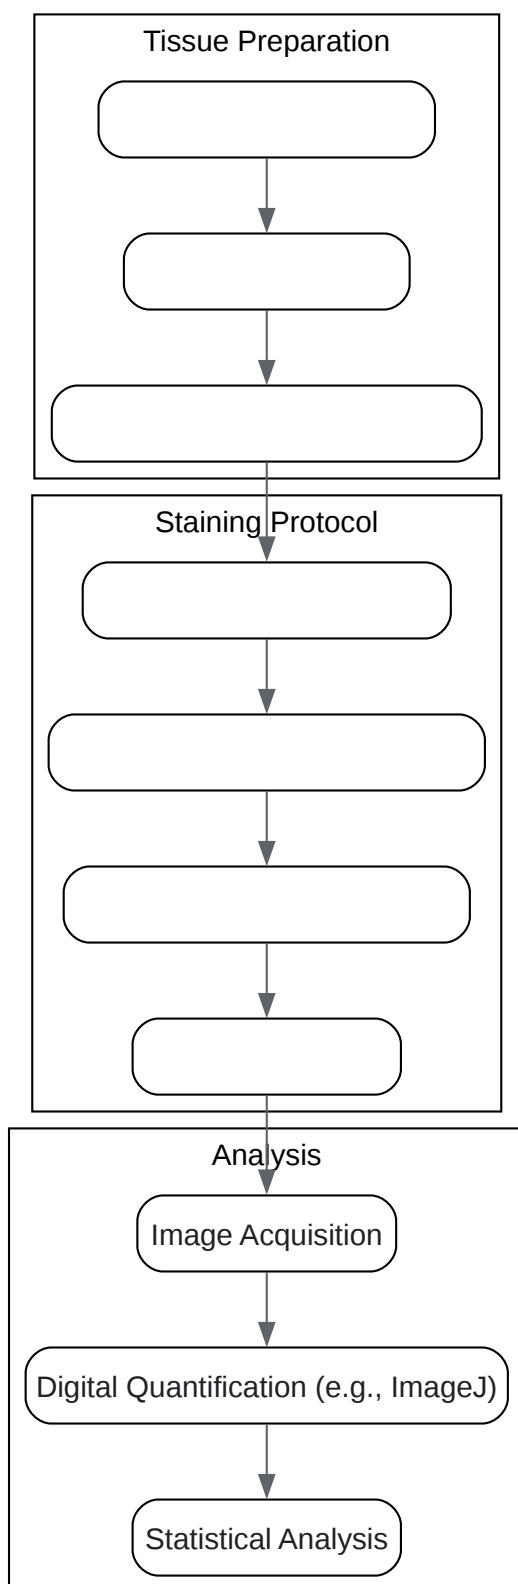 Tissue Preparation
Staining Protocol
Analysis
Image Acquisition
Digital Quantification (e.g., ImageJ)
Statistical Analysis